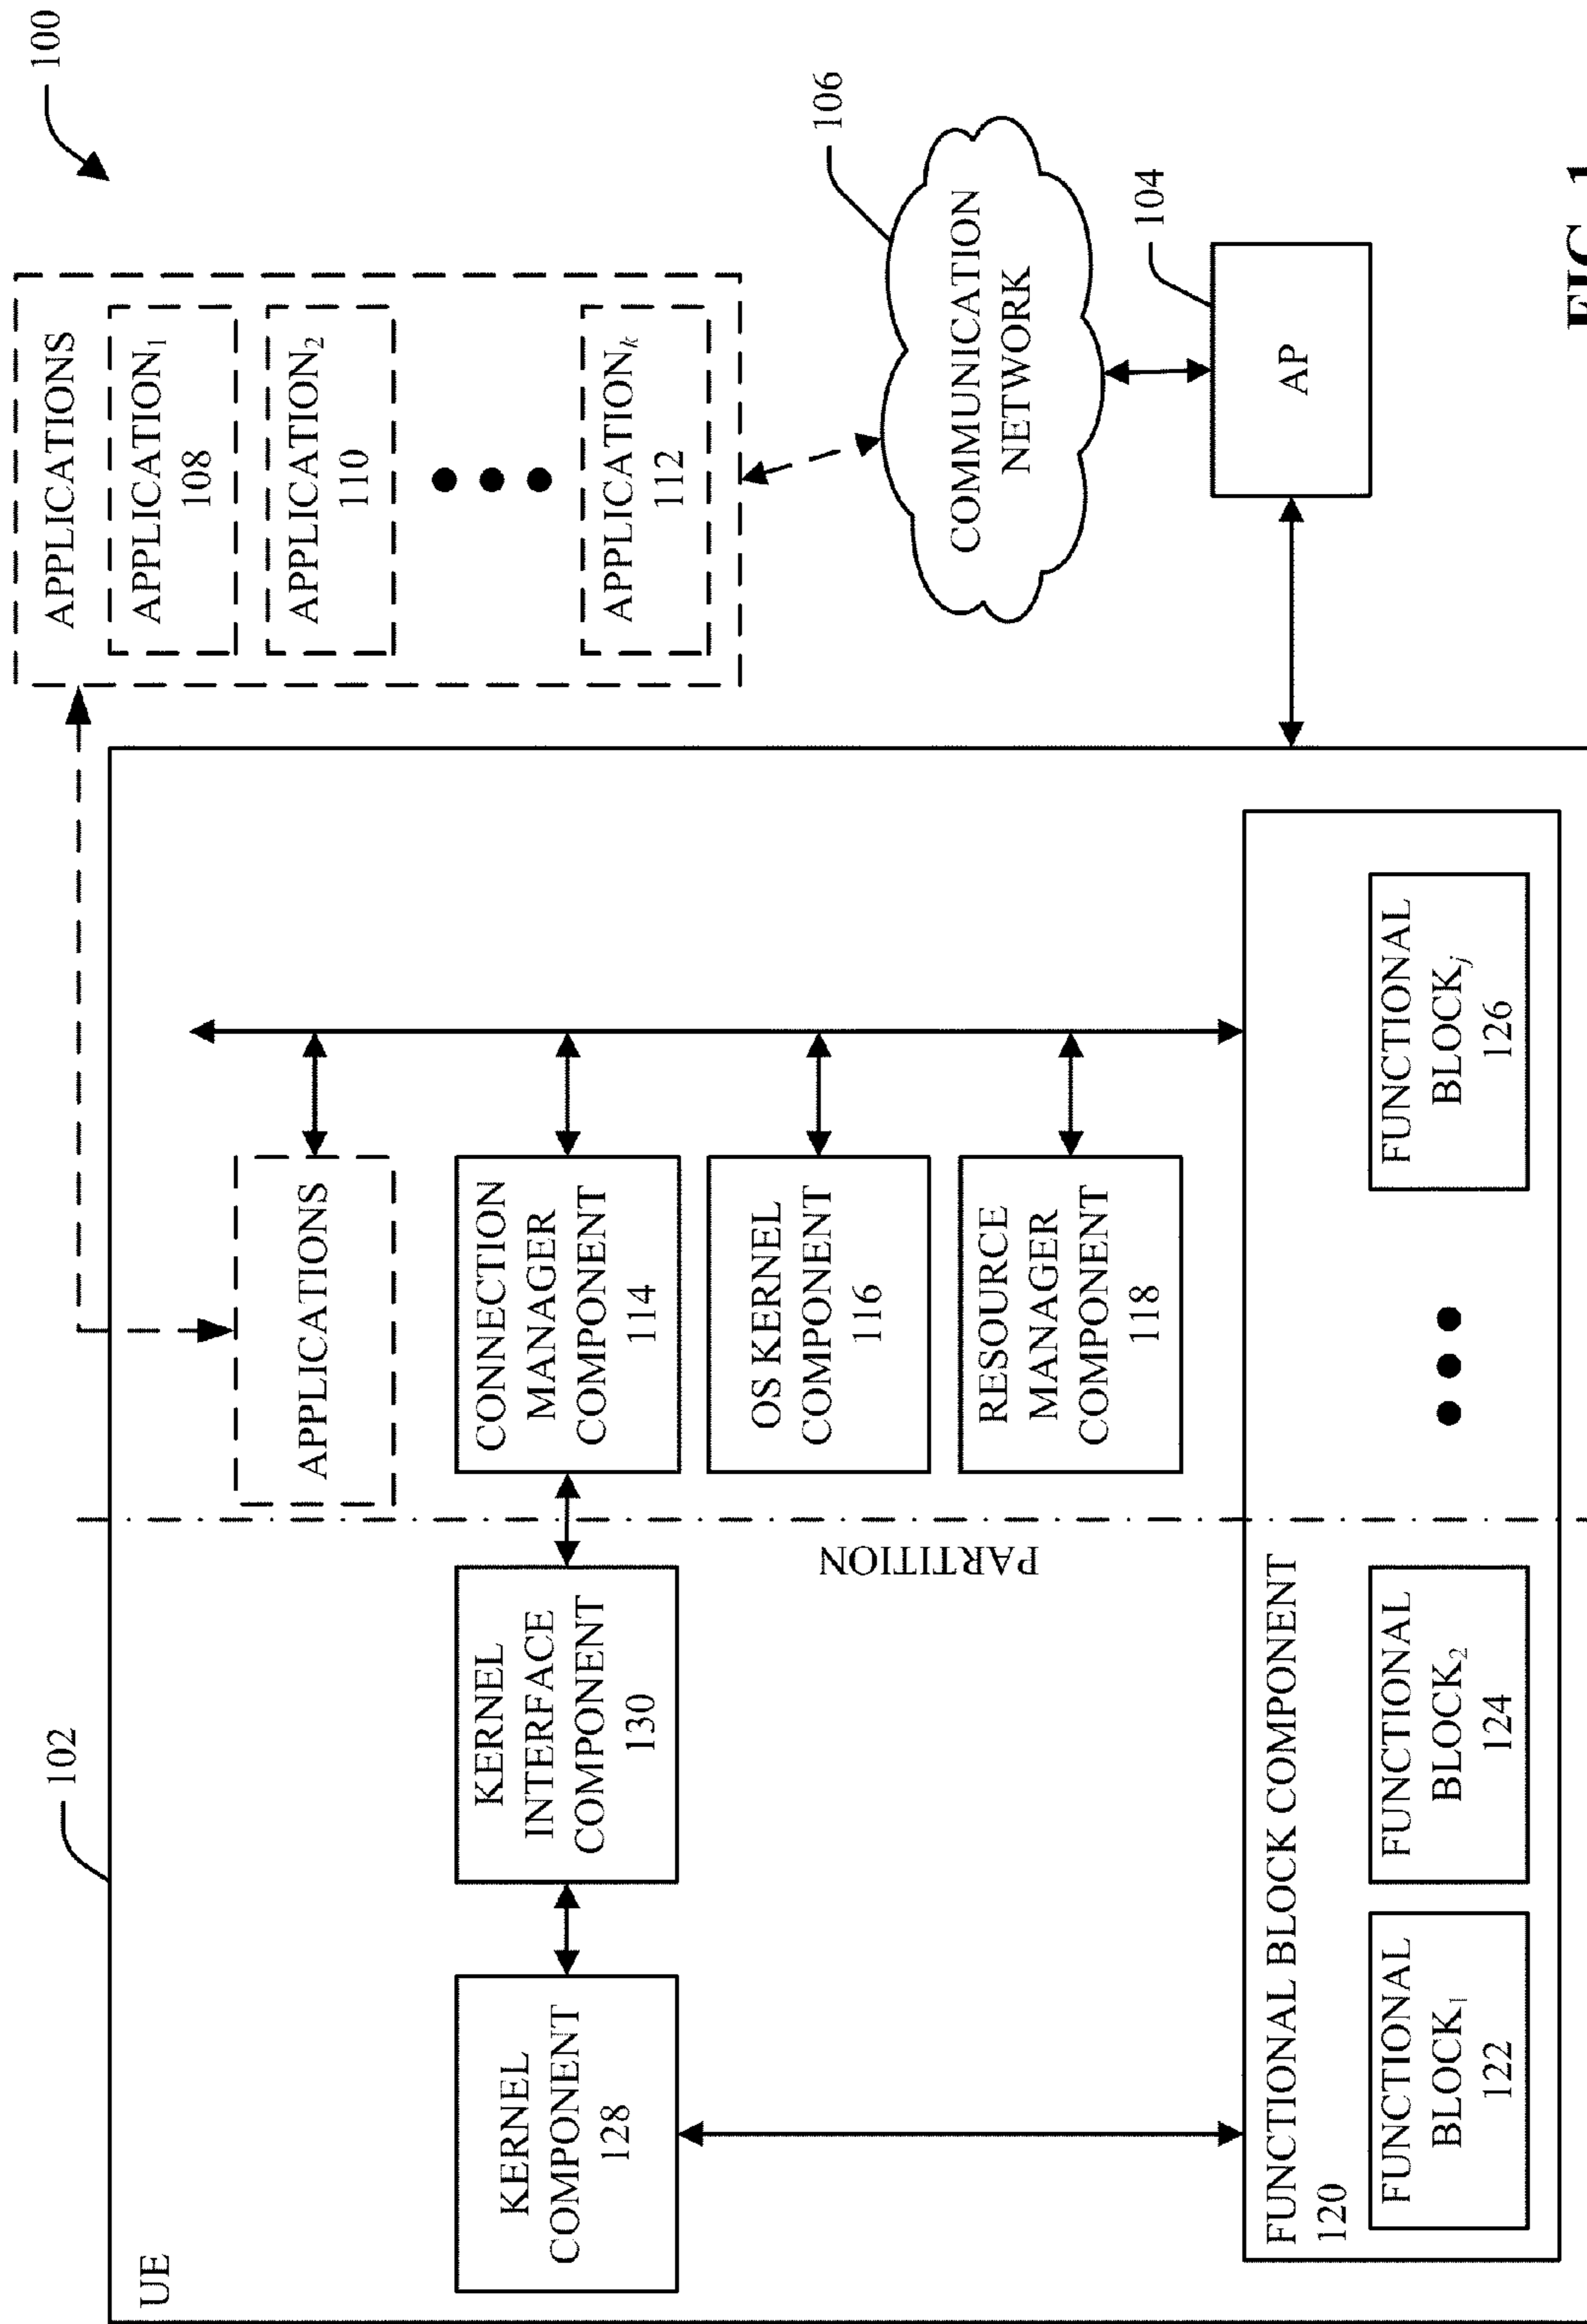 100
102
UE
APPLICATIONS
APPLICATION₁
108
APPLICATION₂
110
APPLICATIONₖ
112
APPLICATIONS
KERNEL
COMPONENT
128
KERNEL
INTERFACE
COMPONENT
130
CONNECTION
MANAGER
COMPONENT
114
OS KERNEL
COMPONENT
116
RESOURCE
MANAGER
COMPONENT
118
PARTITION
106
COMMUNICATION
NETWORK
104
AP
FUNCTIONAL BLOCK COMPONENT
120
FUNCTIONAL
BLOCK₁
122
FUNCTIONAL
BLOCK₂
124
FUNCTIONAL
BLOCKⱼ
126
FIG. 1